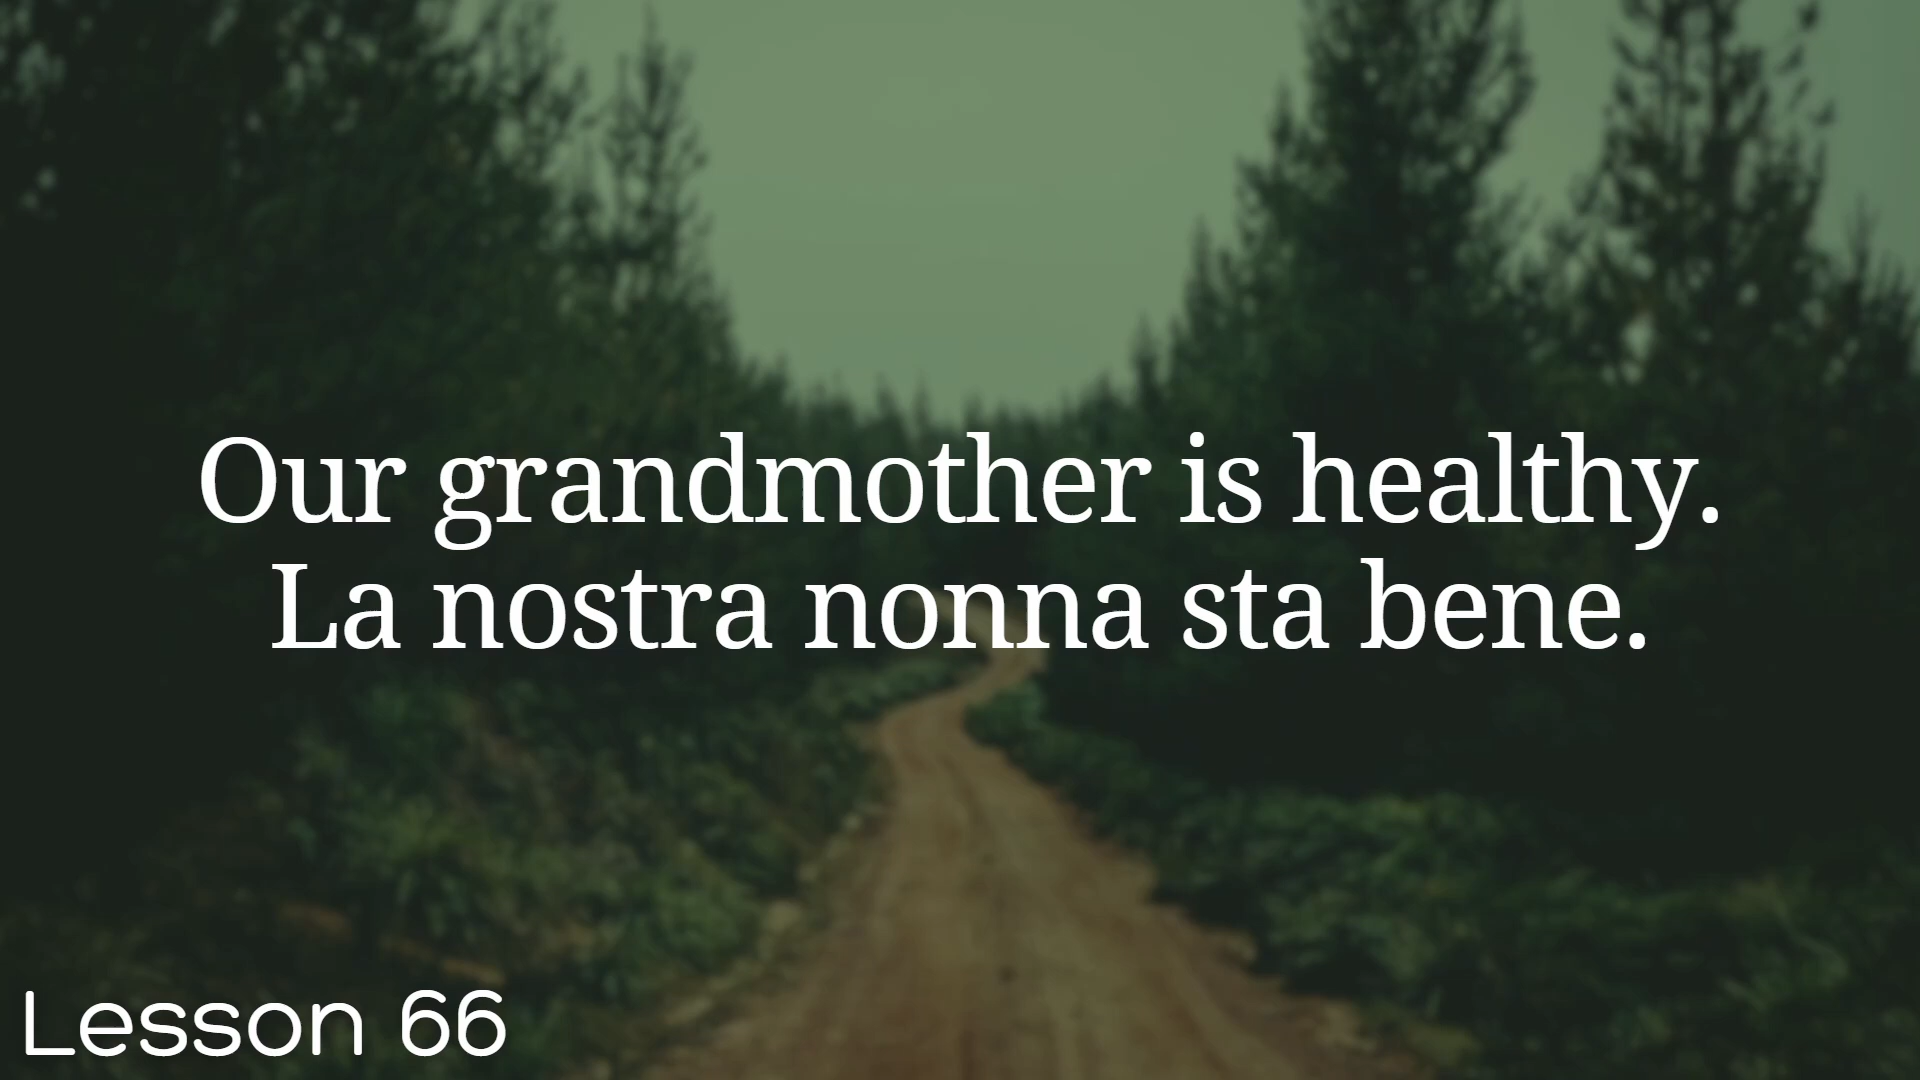 Our grandmother is healthy.
La nostra nonna sta bene.
Lesson 66